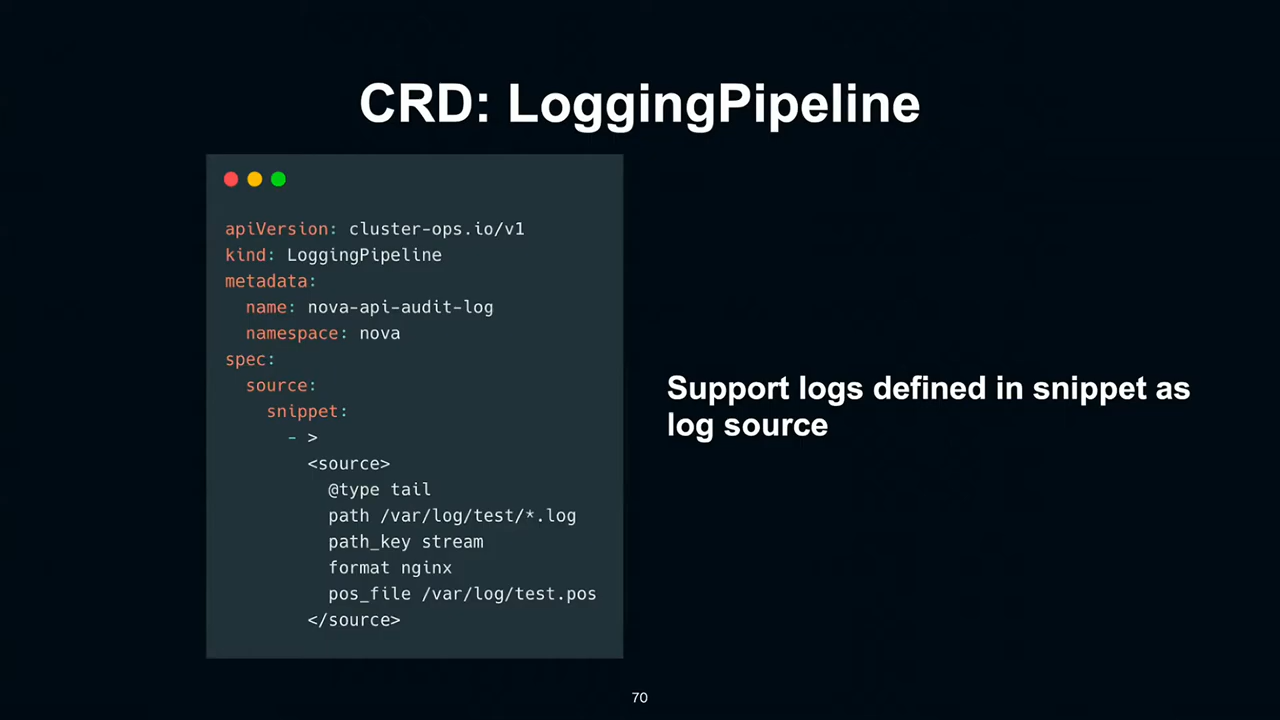 CRD: LoggingPipeline
apiVersion: cluster-ops.io/v1
kind: LoggingPipeline
metadata:
  name: nova-api-audit-log
  namespace: nova
spec:
  source:
    snippet:
      - >
        <source>
          @type tail
          path /var/log/test/*.log
          path_key stream
          format nginx
          pos_file /var/log/test.pos
        </source>
Support logs defined in snippet as
log source
70